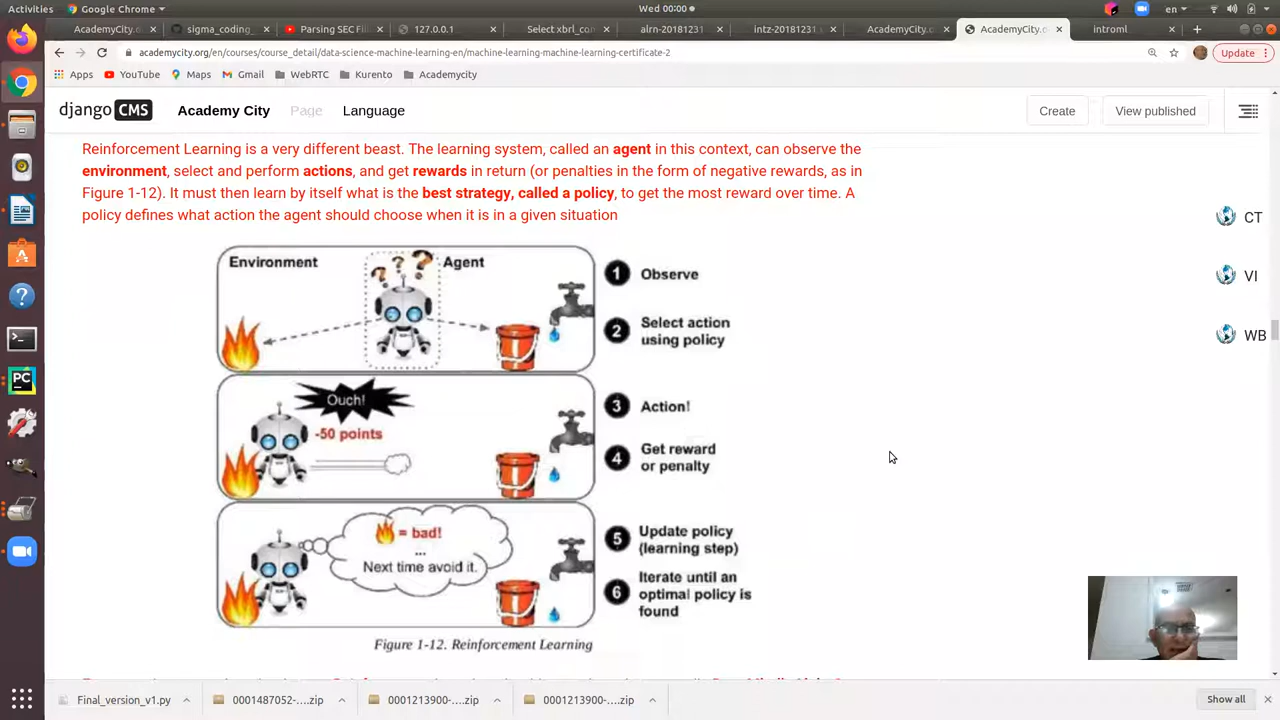 Activities
Google Chrome
Wed 00:00
en
AcademyCity.o
sigma_coding_
Parsing SEC Fili
127.0.0.1
Select xbrl_com
alrn-20181231
intz-20181231.x
AcademyCity.or
AcademyCity.or
introml
academycity.org/en/courses/course_detail/data-science-machine-learning-en/machine-learning-machine-learning-certificate-2
Update
Apps
YouTube
Maps
Gmail
WebRTC
Kurento
Academycity
django CMS
Academy City
Page
Language
Create
View published
Reinforcement Learning is a very different beast. The learning system, called an agent in this context, can observe the
environment, select and perform actions, and get rewards in return (or penalties in the form of negative rewards, as in
Figure 1-12). It must then learn by itself what is the best strategy, called a policy, to get the most reward over time. A
policy defines what action the agent should choose when it is in a given situation
CT
VI
WB
Environment
???
Agent
1 Observe
2 Select action
using policy
Ouch!
-50 points
3 Action!
4 Get reward
or penalty
= bad!
...
Next time avoid it.
5 Update policy
(learning step)
6 Iterate until an
optimal policy is
found
Figure 1-12. Reinforcement Learning
PC
Final_version_v1.py
0001487052-....zip
0001213900-....zip
0001213900-....zip
Show all